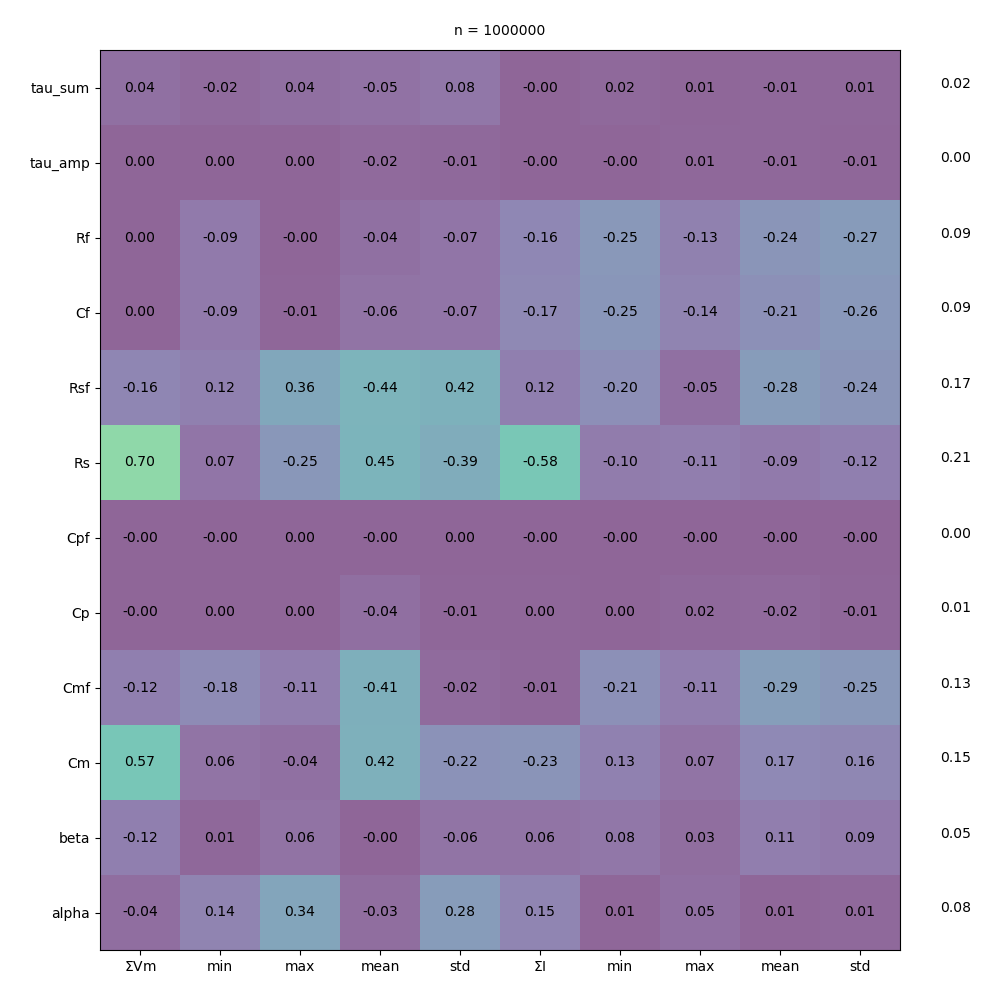 n = 1000000
tau_sum 0.04 -0.02 0.04 -0.05 0.08 -0.00 0.02 0.01 -0.01 0.01 0.02
tau_amp 0.00 0.00 0.00 -0.02 -0.01 -0.00 -0.00 0.01 -0.01 -0.01 0.00
Rf 0.00 -0.09 -0.00 -0.04 -0.07 -0.16 -0.25 -0.13 -0.24 -0.27 0.09
Cf 0.00 -0.09 -0.01 -0.06 -0.07 -0.17 -0.25 -0.14 -0.21 -0.26 0.09
Rsf -0.16 0.12 0.36 -0.44 0.42 0.12 -0.20 -0.05 -0.28 -0.24 0.17
Rs 0.70 0.07 -0.25 0.45 -0.39 -0.58 -0.10 -0.11 -0.09 -0.12 0.21
Cpf -0.00 -0.00 0.00 -0.00 0.00 -0.00 -0.00 -0.00 -0.00 -0.00 0.00
Cp -0.00 0.00 0.00 -0.04 -0.01 0.00 0.00 0.02 -0.02 -0.01 0.01
Cmf -0.12 -0.18 -0.11 -0.41 -0.02 -0.01 -0.21 -0.11 -0.29 -0.25 0.13
Cm 0.57 0.06 -0.04 0.42 -0.22 -0.23 0.13 0.07 0.17 0.16 0.15
beta -0.12 0.01 0.06 -0.00 -0.06 0.06 0.08 0.03 0.11 0.09 0.05
alpha -0.04 0.14 0.34 -0.03 0.28 0.15 0.01 0.05 0.01 0.01 0.08
ΣVm min max mean std ΣI min max mean std